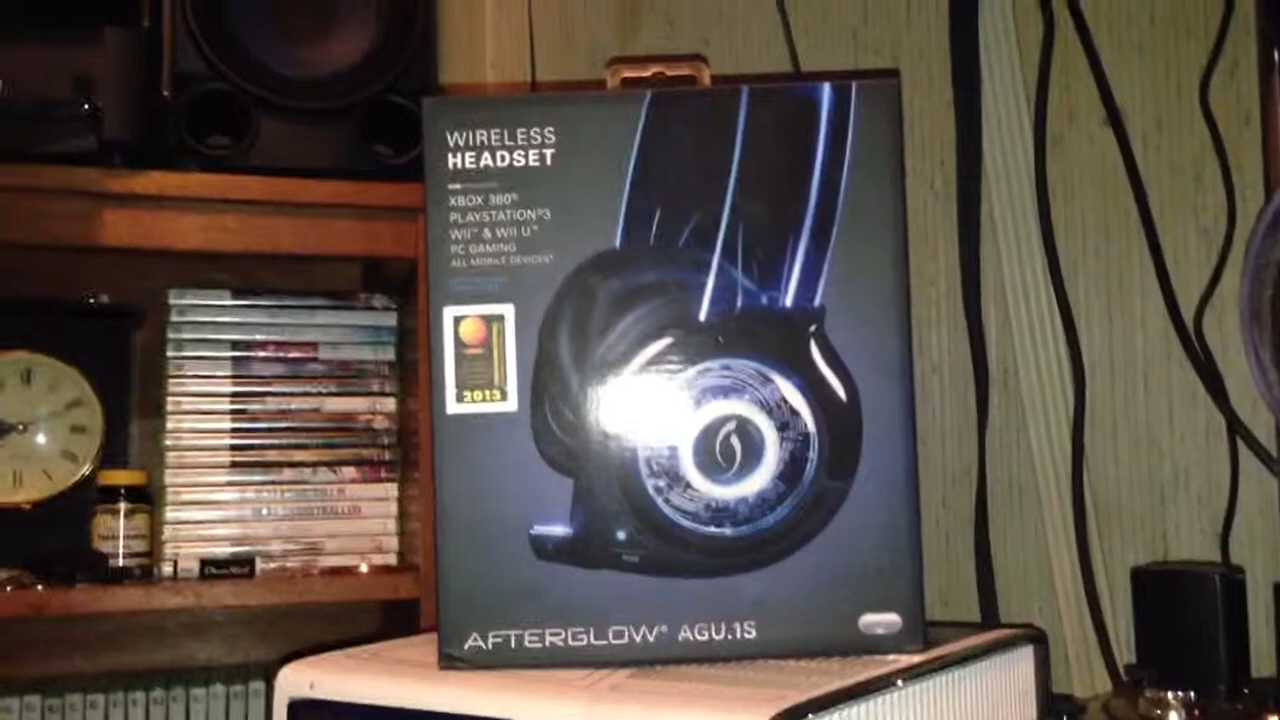 WIRELESS
HEADSET
XBOX 360®
PLAYSTATION®3
WII™ & WII U™
PC GAMING
ALL MOBILE DEVICES*
2013
AFTERGLOW® AGU.1S